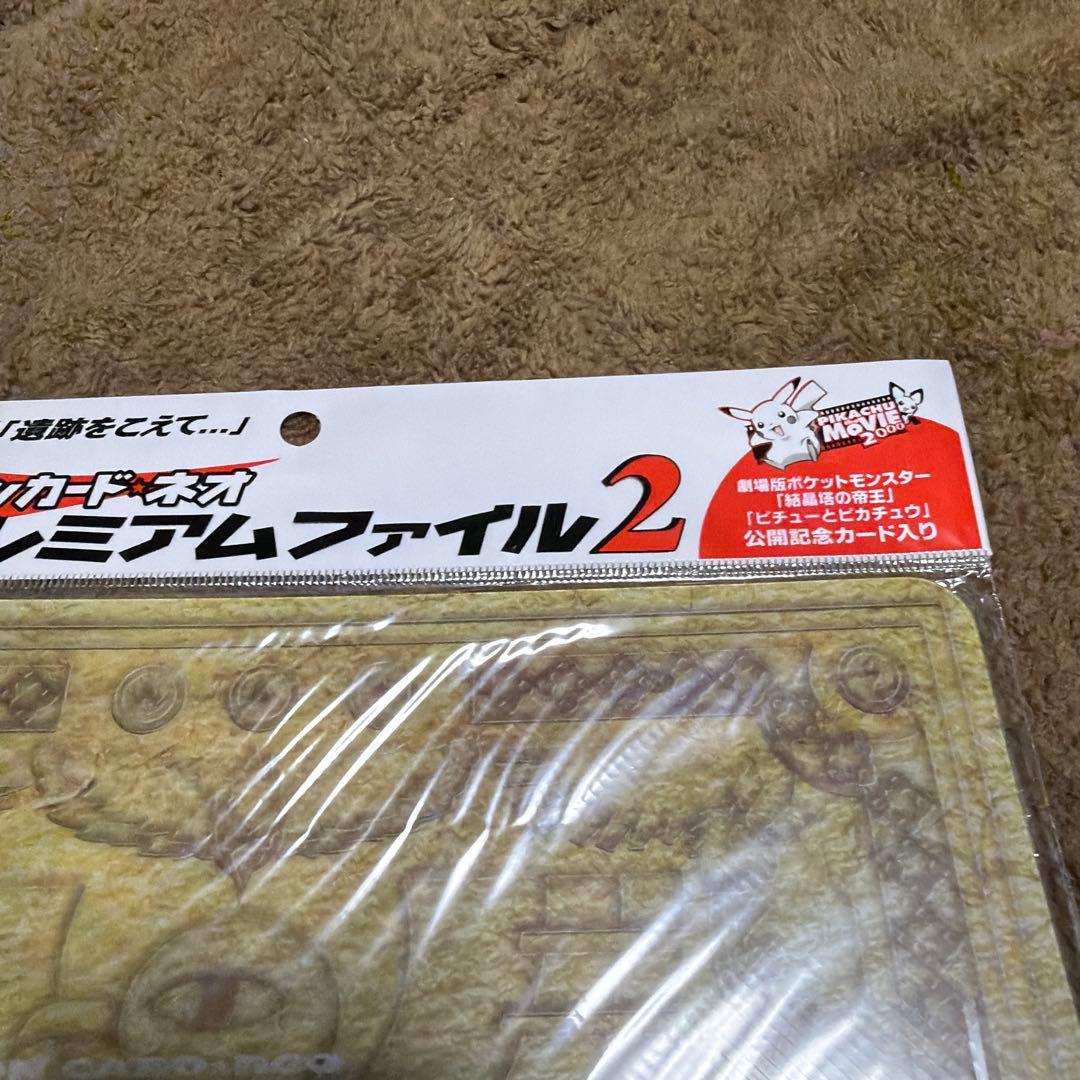 「遺跡をこえて...」
ンカード★ネオ
レミアムファイル2
PIKACHU
MOVIE
2000
劇場版ポケットモンスター
「結晶塔の帝王」
「ピチューとピカチュウ」
公開記念カード入り
CARD★NEO